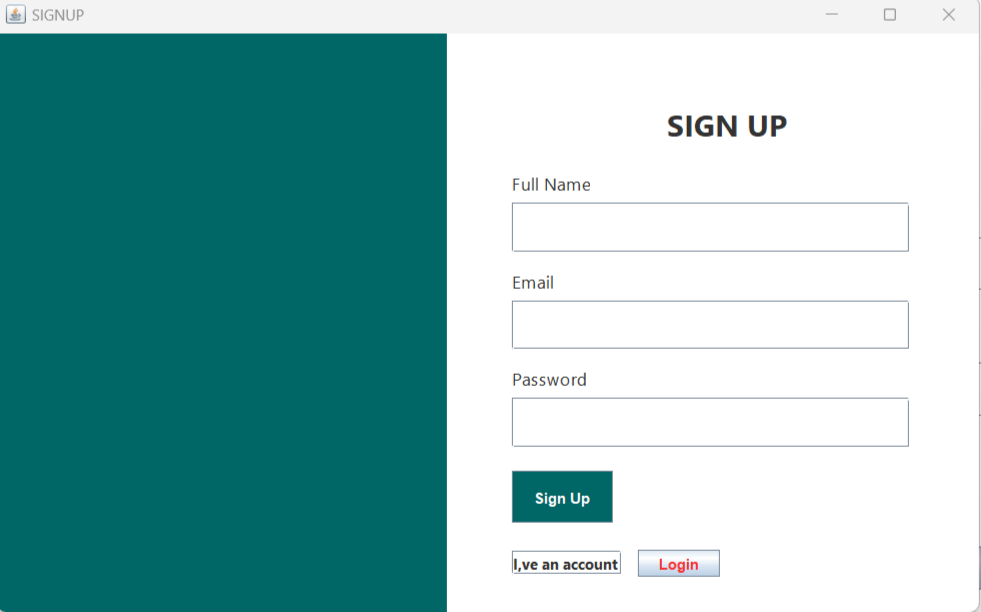 SIGNUP
SIGN UP
Full Name
Email
Password
Sign Up
I,ve an account
Login